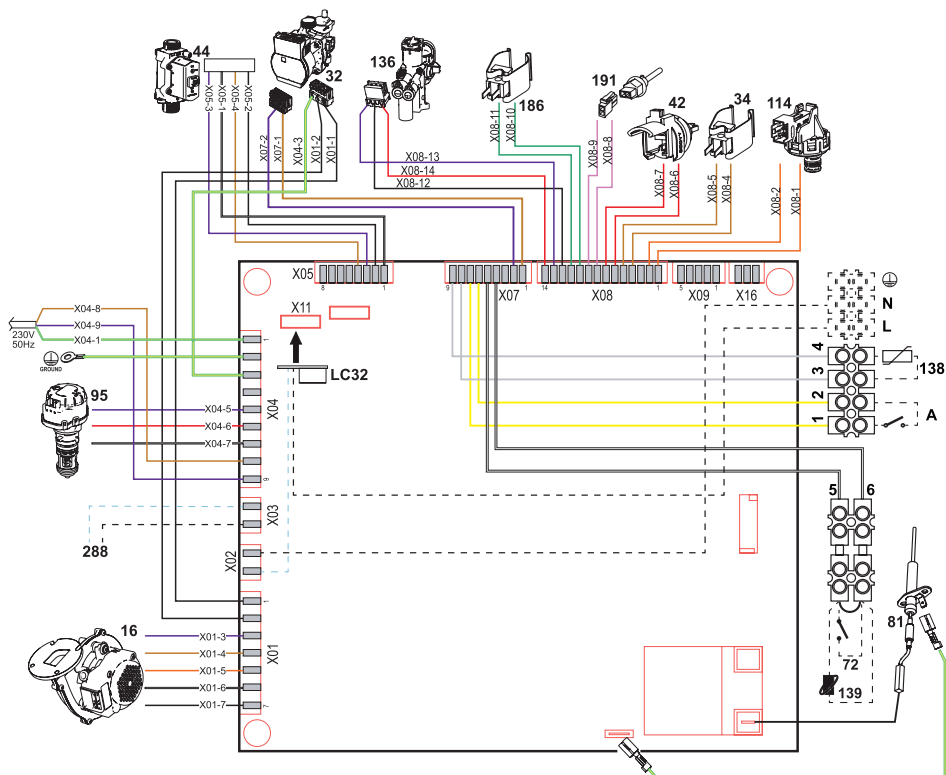 44
32
136
186
191
42
34
114
X05-3
X05-1
X05-4
X05-2
X07-2
X07-1
X04-3
X01-2
X01-1
X08-13
X08-14
X08-12
X08-11
X08-10
X08-9
X08-8
X08-7
X08-6
X08-5
X08-4
X08-2
X08-1
X05
8
1
9
X07
1
14
X08
1
5
X09
1
X16
X11
LC32
X04-8
X04-9
X04-1
230V
50Hz
GROUND
95
X04-5
X04-6
X04-7
1
X04
9
X03
288
X02
1
X01
7
16
X01-3
X01-4
X01-5
X01-6
X01-7
N
L
4
3
2
1
138
A
5
6
72
139
81